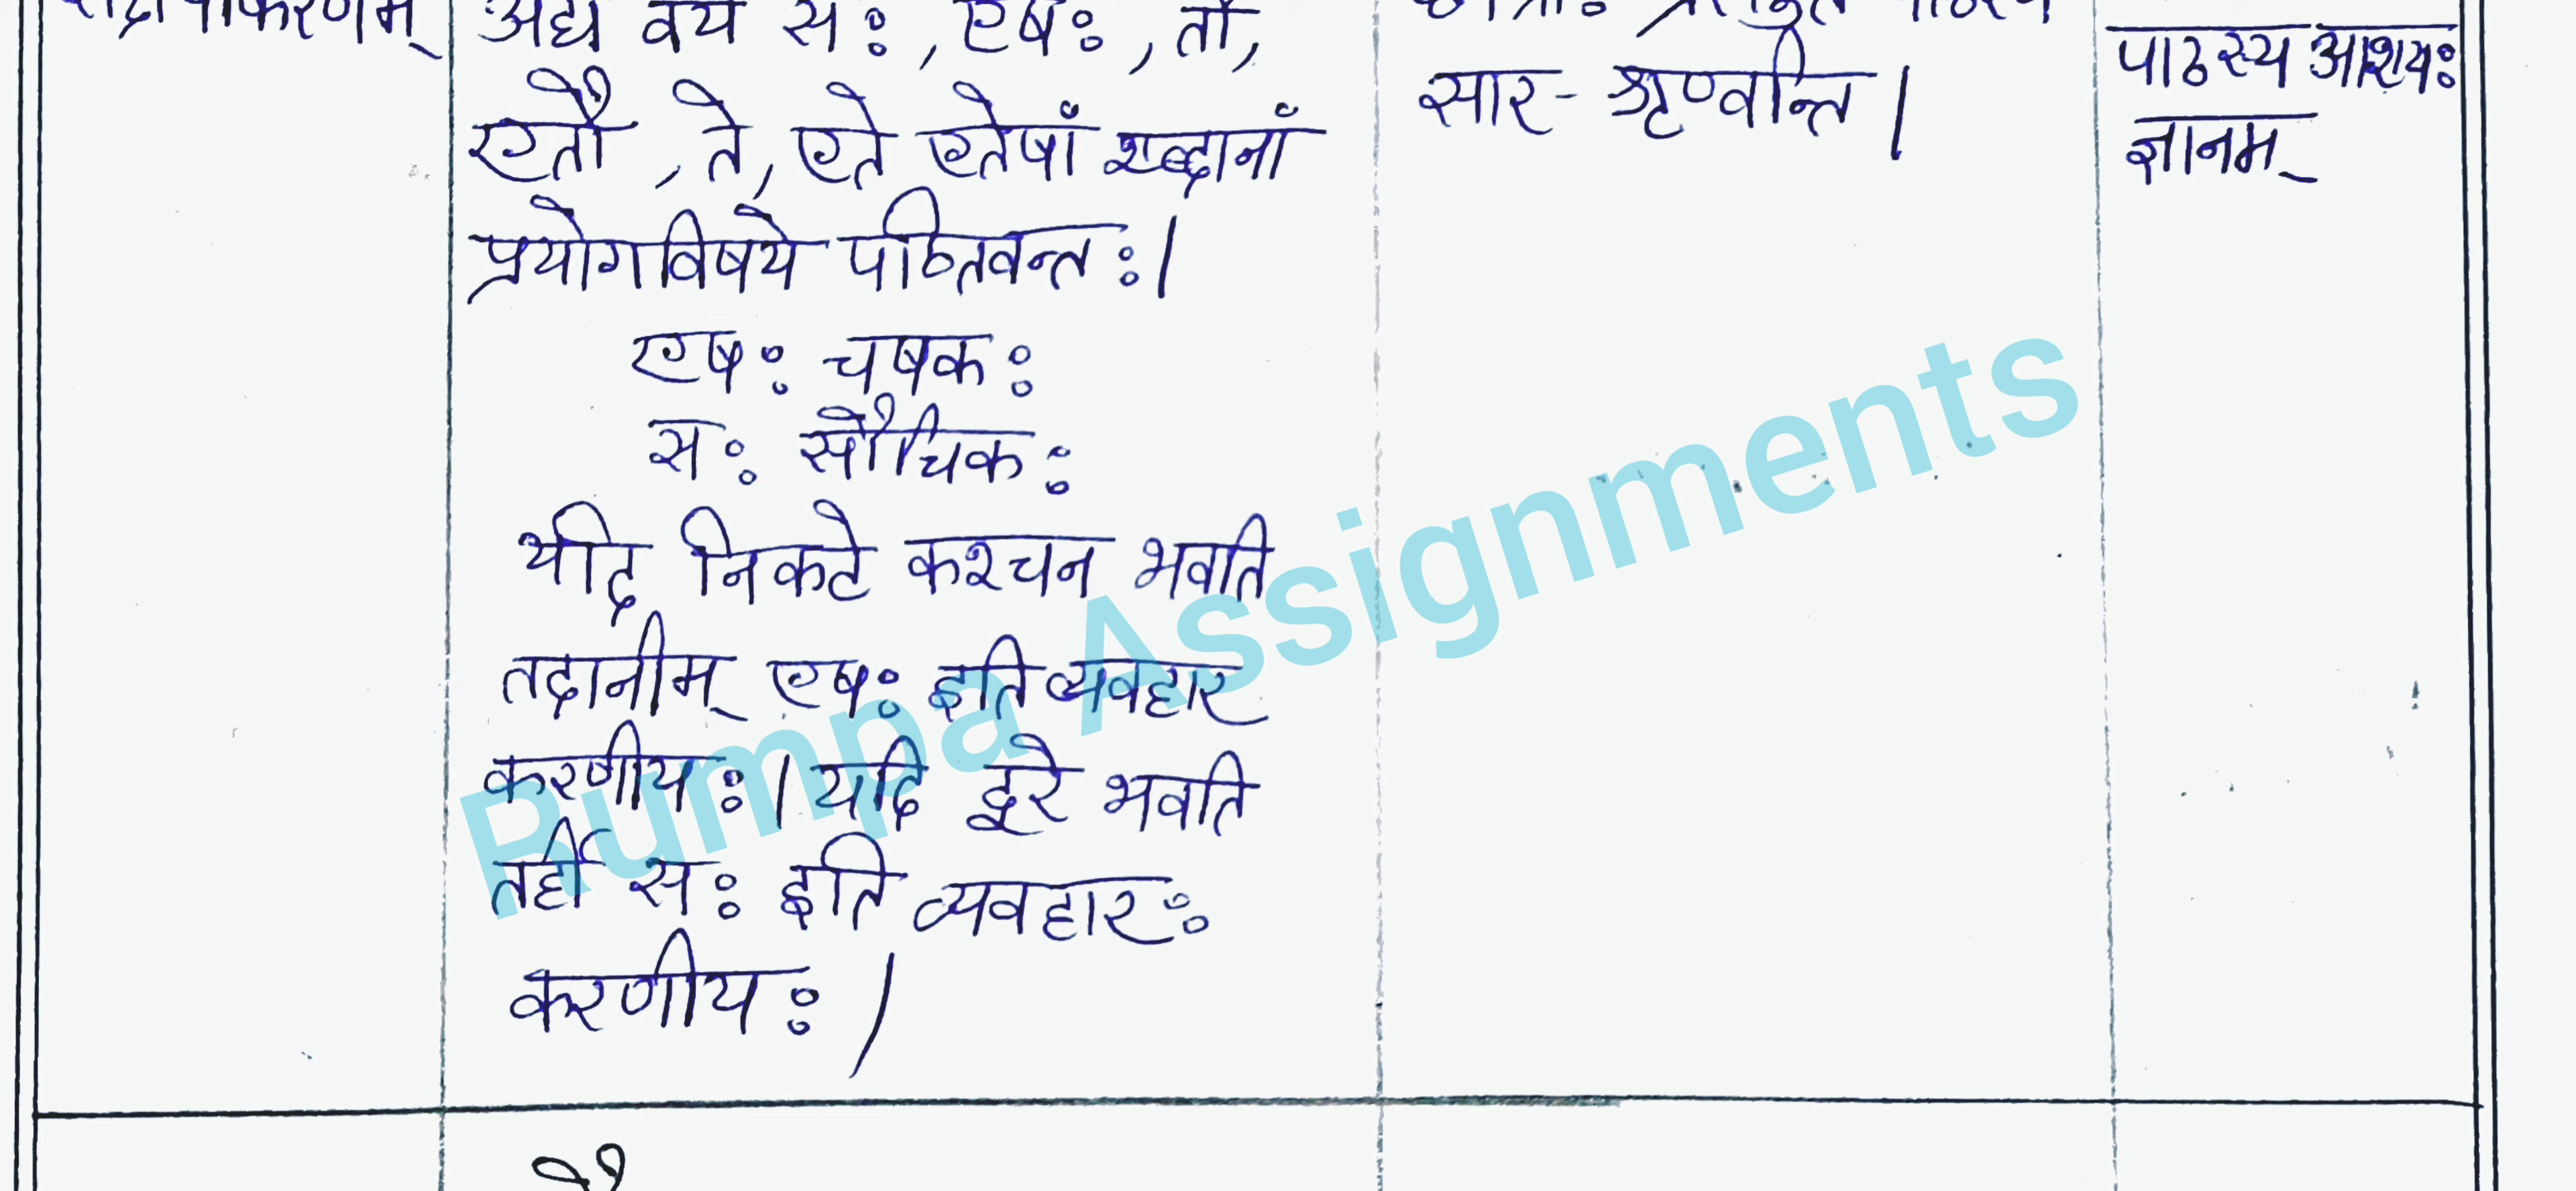 अद्य वयं सः, एषः, तौ,
एतौ, ते, एते एतेषां शब्दानां
प्रयोगविषये पठितवन्तः।
एषः चषकः
सः सौचिकः
यदि निकटे कश्चन भवति
तदानीम् एषः इति व्यवहार
करणीयः। यदि दूरे भवति
तर्ही सः इति व्यवहारः
करणीयः।
सार- श्रृण्वन्ति।
पाठस्य आशयः
ज्ञानम्
Rumpa Assignments